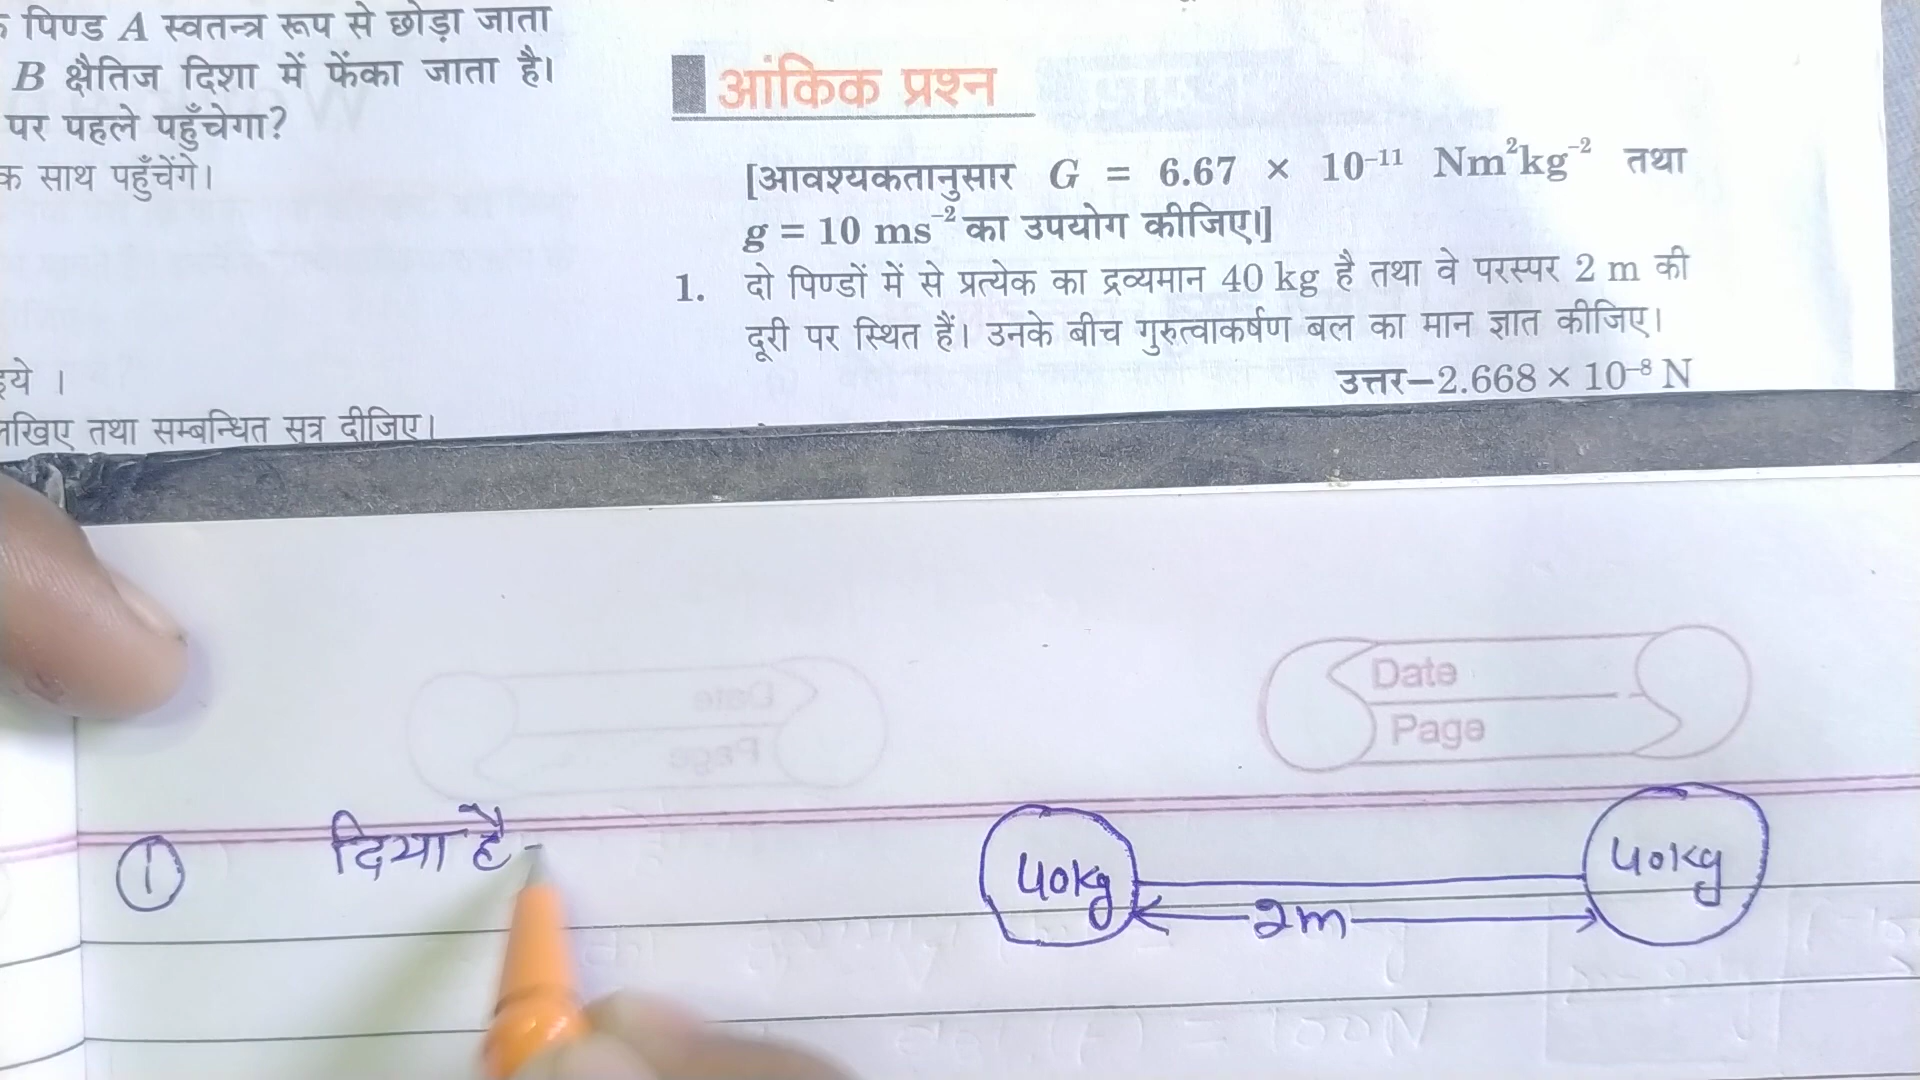 पिण्ड A स्वतन्त्र रूप से छोड़ा जाता
B क्षैतिज दिशा में फेंका जाता है।
पर पहले पहुँचेगा?
साथ पहुँचेंगे।
तथा सम्बन्धित सूत्र दीजिए।
आंकिक प्रश्न
[आवश्यकतानुसार G = 6.67 × 10⁻¹¹ Nm²kg⁻² तथा
g = 10 ms⁻² का उपयोग कीजिए।]
1. दो पिण्डों में से प्रत्येक का द्रव्यमान 40 kg है तथा वे परस्पर 2 m की
दूरी पर स्थित हैं। उनके बीच गुरुत्वाकर्षण बल का मान ज्ञात कीजिए।
उत्तर–2.668 × 10⁻⁸ N
Date
Page
① दिया है -
40kg
2m
40kg